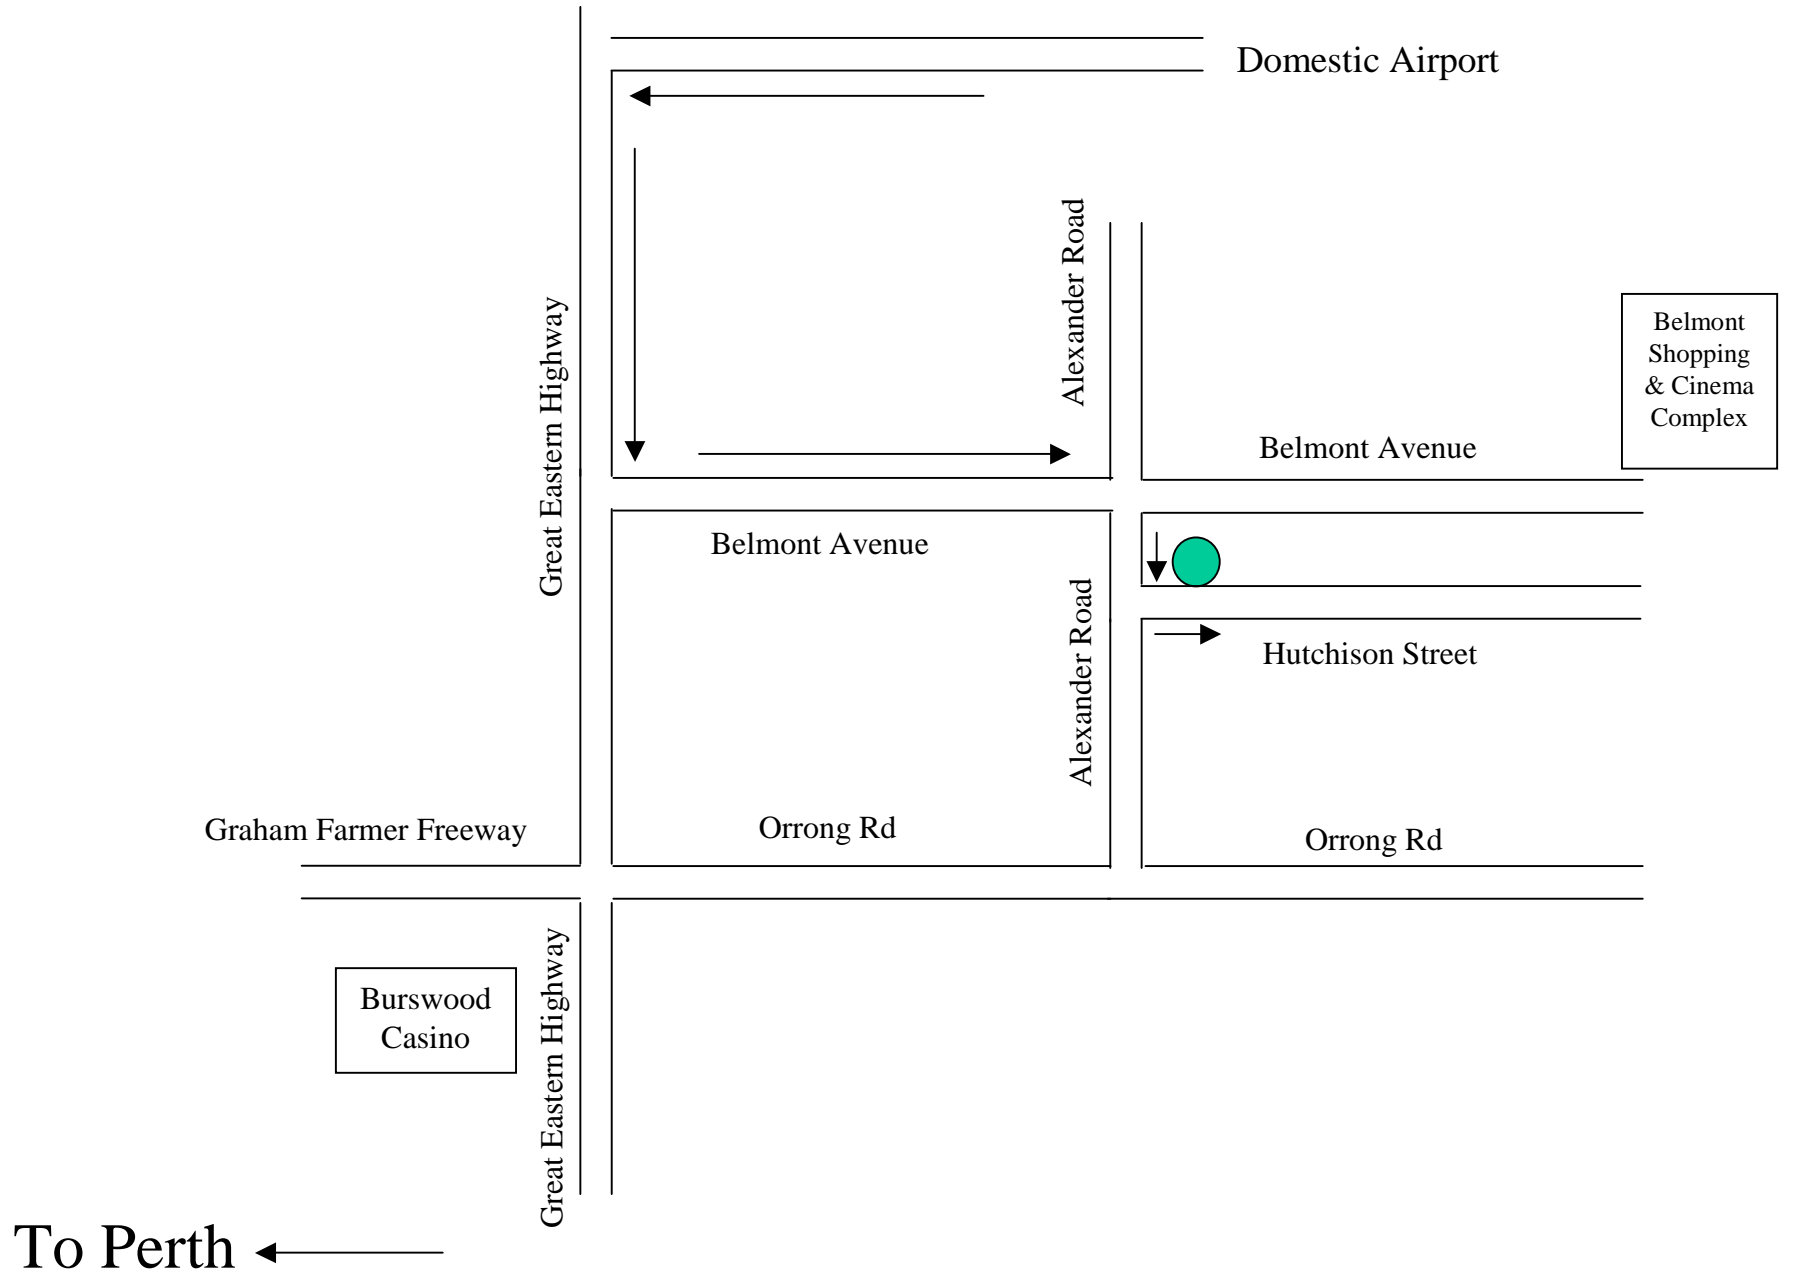 Domestic Airport
Alexander Road
Great Eastern Highway
Belmont
Shopping
& Cinema
Complex
Belmont Avenue
Belmont Avenue
Alexander Road
Hutchison Street
Graham Farmer Freeway
Orrong Rd
Orrong Rd
Burswood
Casino
Great Eastern Highway
To Perth